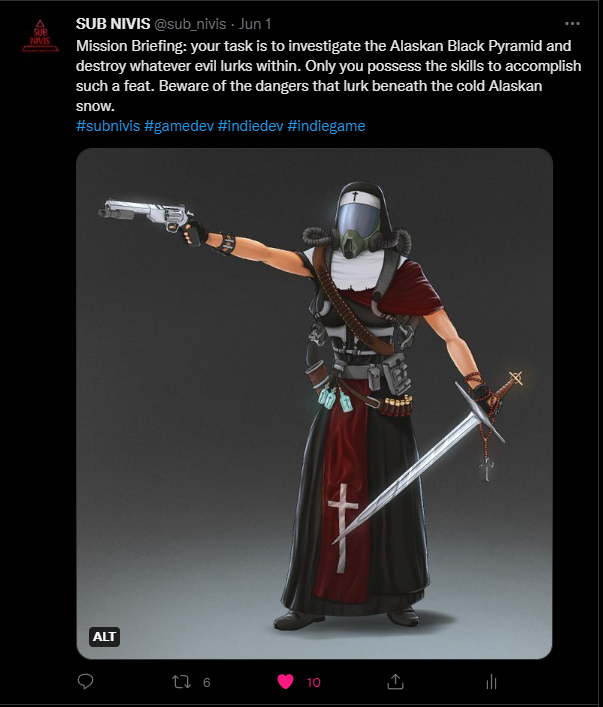 SUB NIVIS @sub_nivis · Jun 1
SUB
NIVIS
Mission Briefing: your task is to investigate the Alaskan Black Pyramid and
destroy whatever evil lurks within. Only you possess the skills to accomplish
such a feat. Beware of the dangers that lurk beneath the cold Alaskan
snow.
#subnivis #gamedev #indiedev #indiegame
ALT
6
10